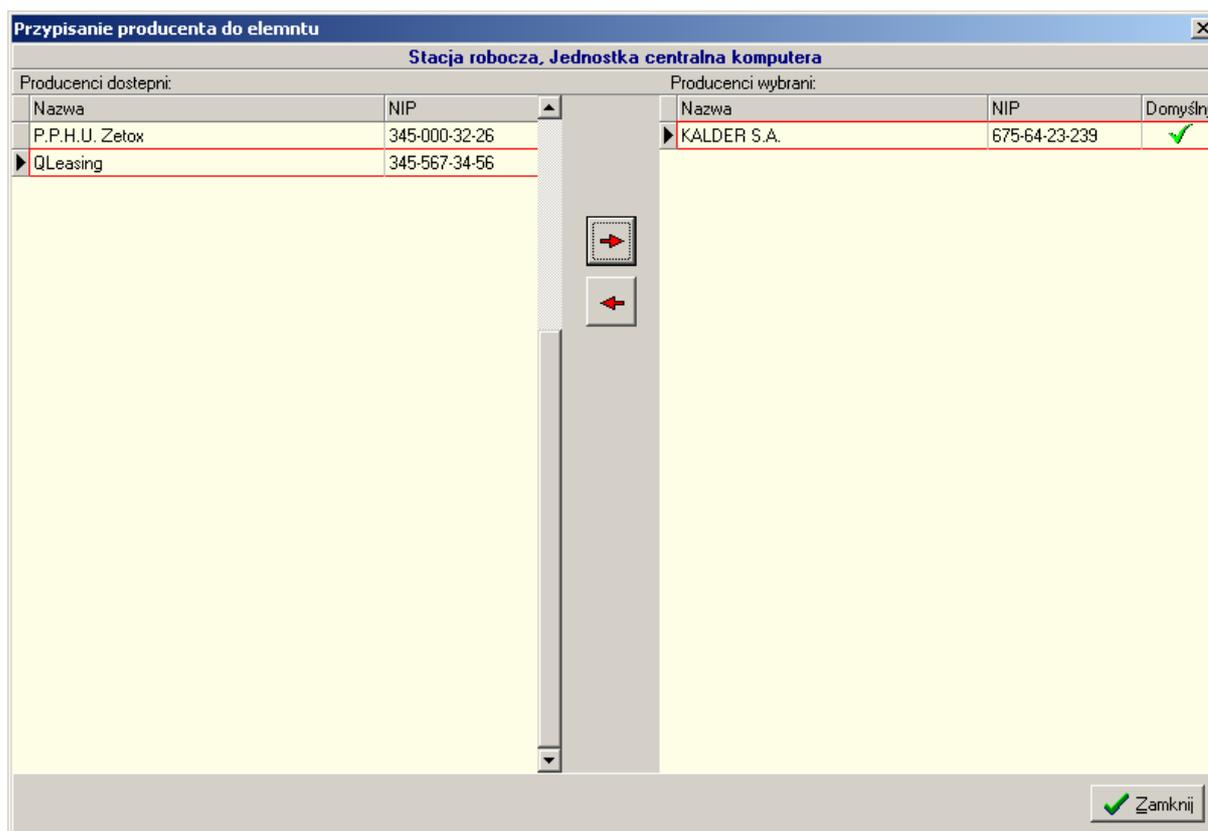 Przypisanie producenta do elemntu
Stacja robocza, Jednostka centralna komputera
Producenci dostepni: Producenci wybrani:
Nazwa NIP Nazwa NIP Domyślny
P.P.H.U. Zetox 345-000-32-26 KALDER S.A. 675-64-23-239
QLeasing 345-567-34-56
Zamknij